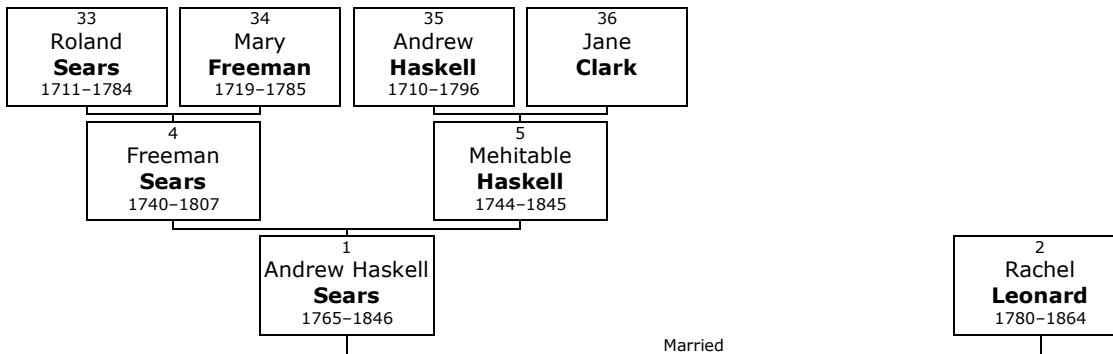 33
Roland
Sears
1711–1784
34
Mary
Freeman
1719–1785
35
Andrew
Haskell
1710–1796
36
Jane
Clark
4
Freeman
Sears
1740–1807
5
Mehitable
Haskell
1744–1845
1
Andrew Haskell
Sears
1765–1846
2
Rachel
Leonard
1780–1864
Married